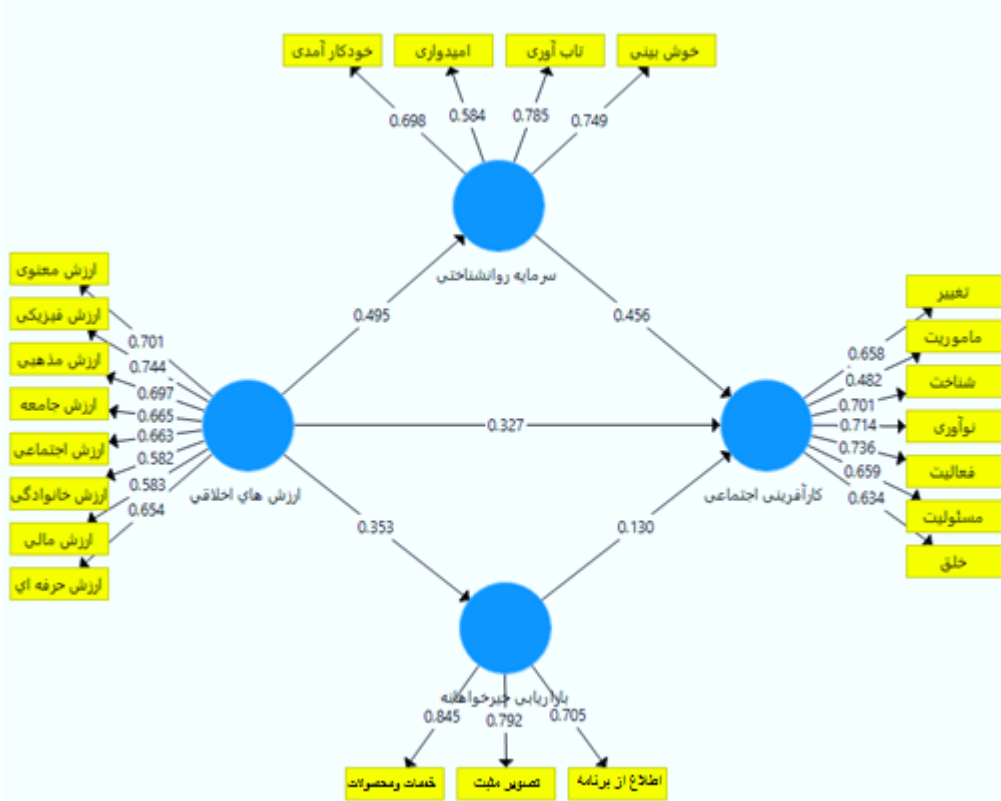 خودکار آمدی
امیدواری
تاب آوری
خوش بینی
0.698
0.584
0.785
0.749
سرمایه روانشناختی
ارزش معنوی
ارزش فیزیکی
ارزش مذهبی
ارزش جامعه
ارزش اجتماعی
ارزش خانوادگی
ارزش مالی
ارزش حرفه اي
0.701
0.744
0.697
0.665
0.663
0.582
0.583
0.654
ارزش هاي اخلاقي
0.495
0.456
0.327
0.353
0.130
تغییر
ماموریت
شناخت
نوآوری
فعالیت
مسئولیت
خلق
0.658
0.482
0.701
0.714
0.736
0.659
0.634
کارآفرینی اجتماعی
بازاریابی خیرخواهانه
0.845
0.792
0.705
خدمات ومحصولات
تصویر مثبت
اطلاع از برنامه